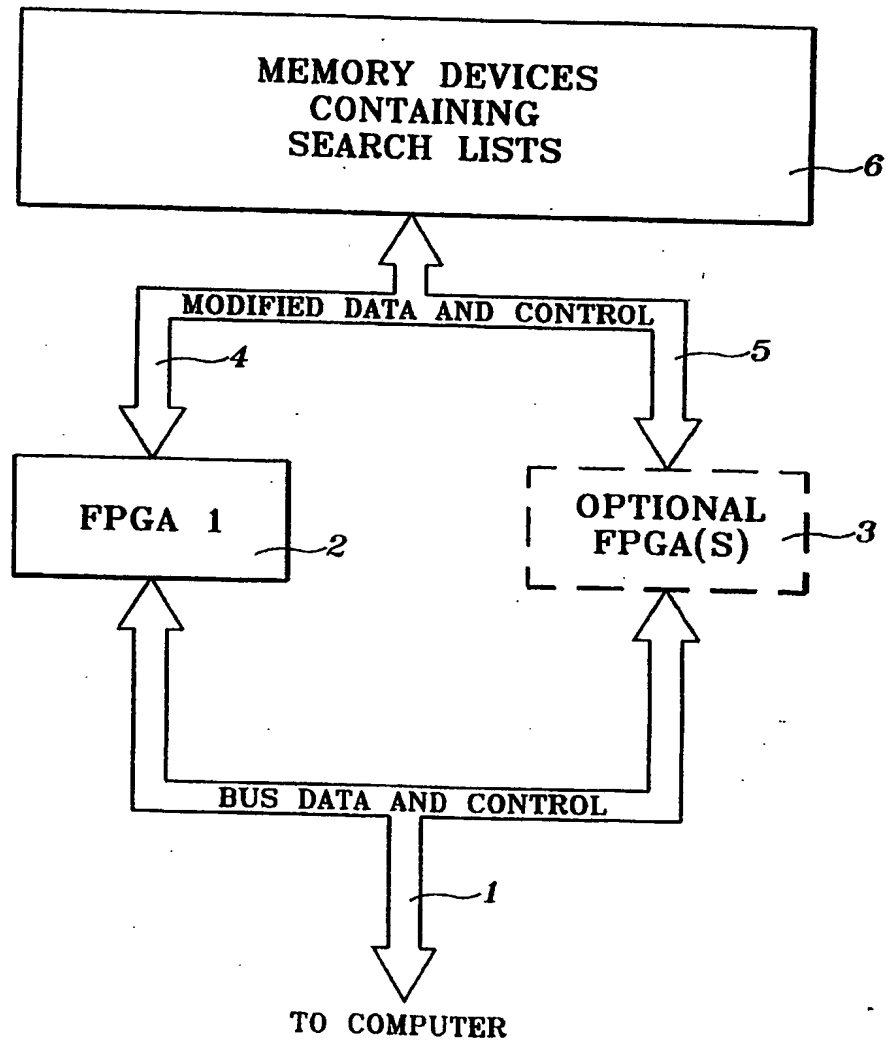 MEMORY DEVICES
CONTAINING
SEARCH LISTS
6
MODIFIED DATA AND CONTROL
4
5
FPGA 1
2
OPTIONAL
FPGA(S)
3
BUS DATA AND CONTROL
1
TO COMPUTER